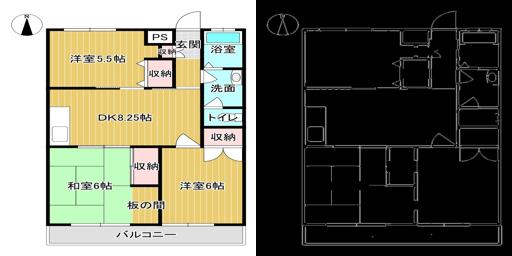 N
PS
玄関
浴室
収納
洋室5.5帖
収納
洗面
DK8.25帖
トイレ
収納
収納
和室6帖
洋室6帖
板の間
バルコニー